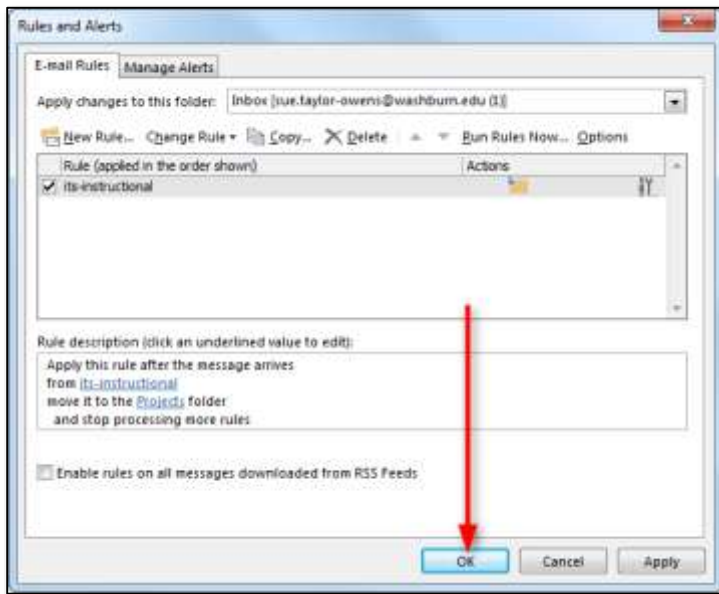 Rules and Alerts
E-mail Rules Manage Alerts
Apply changes to this folder: Inbox [sue.taylor-owens@washburn.edu (1)]
New Rule... Change Rule Copy... Delete Run Rules Now... Options
Rule (applied in the order shown) Actions
its-instructional
Rule description (click an underlined value to edit):
Apply this rule after the message arrives
from its-instructional
move it to the Projects folder
and stop processing more rules
Enable rules on all messages downloaded from RSS Feeds
OK Cancel Apply